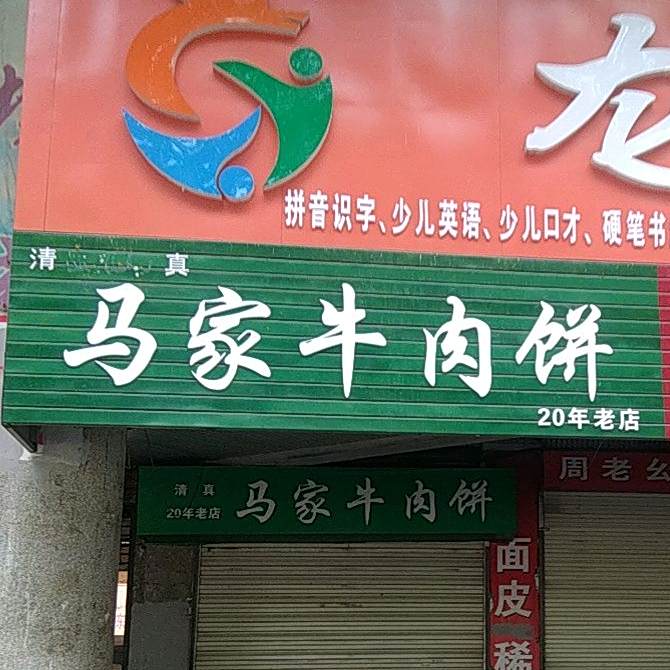 龙
拼音识字、少儿英语、少儿口才、硬笔书
清 真
马家牛肉饼
20年老店
清 真
20年老店
马家牛肉饼
周老
面皮
稀